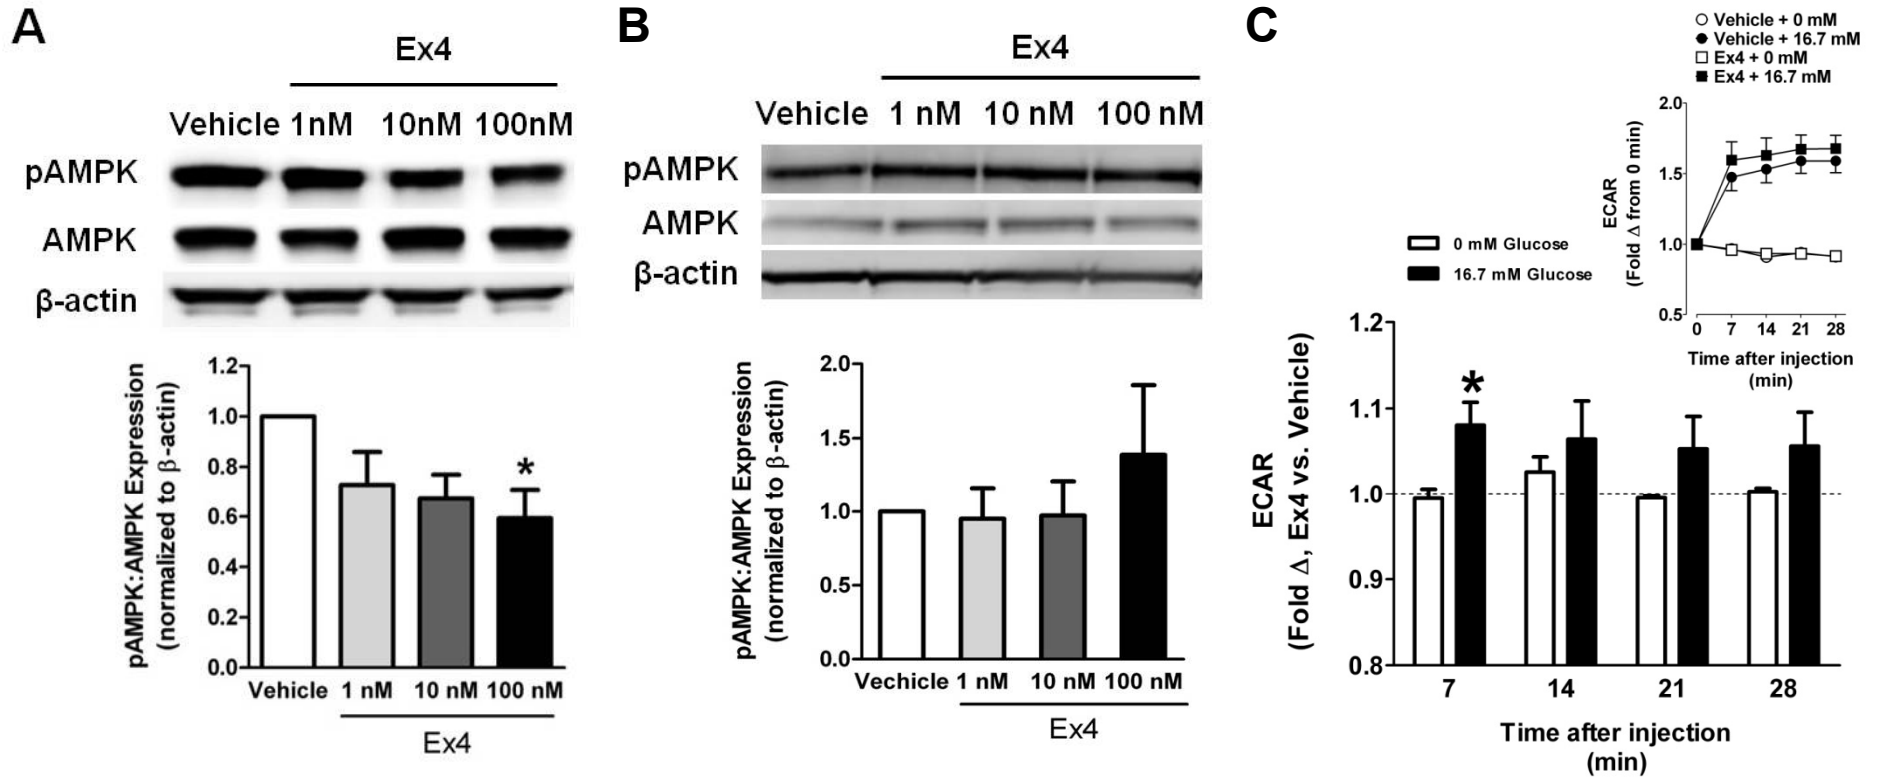 A
Ex4
Vehicle 1nM 10nM 100nM
pAMPK
AMPK
β-actin
pAMPK:AMPK Expression
(normalized to β-actin)
1.2
1.0
0.8
0.6
0.4
0.2
0.0
*
Vehicle 1 nM 10 nM 100 nM
Ex4
B
Ex4
Vehicle 1 nM 10 nM 100 nM
pAMPK
AMPK
β-actin
pAMPK:AMPK Expression
(normalized to β-actin)
2.0
1.5
1.0
0.5
0.0
Vechicle 1 nM 10 nM 100 nM
Ex4
C
Vehicle + 0 mM
Vehicle + 16.7 mM
Ex4 + 0 mM
Ex4 + 16.7 mM
ECAR
(Fold Δ from 0 min)
2.0
1.5
1.0
0.5
0 7 14 21 28
Time after injection
(min)
0 mM Glucose
16.7 mM Glucose
ECAR
(Fold Δ, Ex4 vs. Vehicle)
1.2
1.1
1.0
0.9
0.8
*
7 14 21 28
Time after injection
(min)